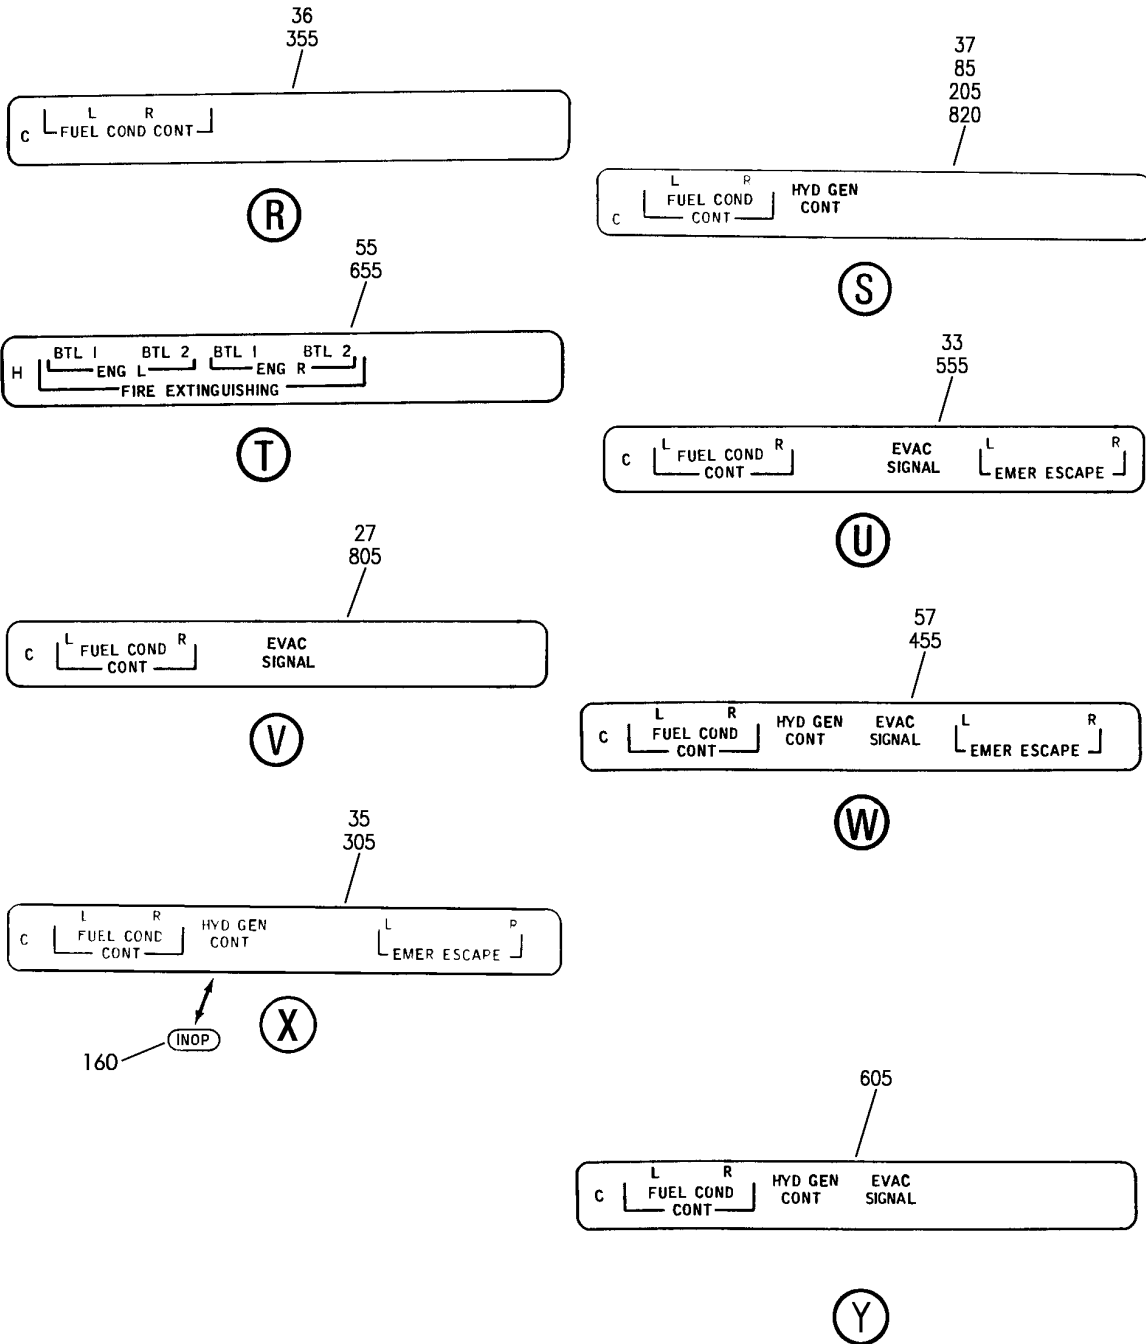 36
355
L R
C FUEL COND CONT
R
37
85
205
820
L R HYD GEN
FUEL COND CONT
C CONT
S
55
655
BTL 1 BTL 2 BTL 1 BTL 2
H ENG L ENG R
FIRE EXTINGUISHING
T
33
555
L R EVAC L R
C FUEL COND SIGNAL
CONT EMER ESCAPE
U
27
805
L R EVAC
C FUEL COND SIGNAL
CONT
V
57
455
L R HYD GEN EVAC L R
C FUEL COND CONT SIGNAL
CONT EMER ESCAPE
W
35
305
L R HYD GEN L R
C FUEL COND CONT
CONT EMER ESCAPE
X
INOP
160
605
L R HYD GEN EVAC
C FUEL COND CONT SIGNAL
CONT
Y